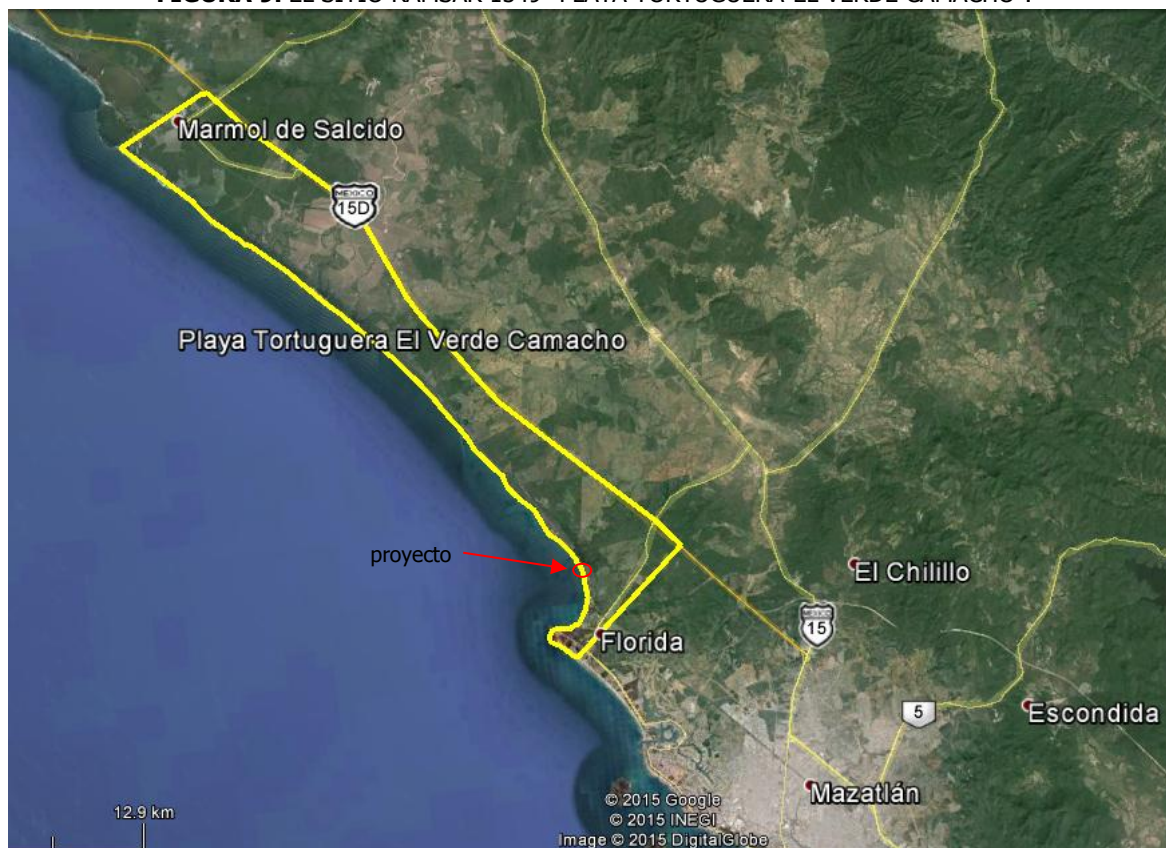 Marmol de Salcido
MEXICO
15D
Playa Tortuguera El Verde Camacho
proyecto
El Chilillo
15
Florida
5
Escondida
Mazatlán
12.9 km
© 2015 Google
© 2015 INEGI
Image © 2015 DigitalGlobe